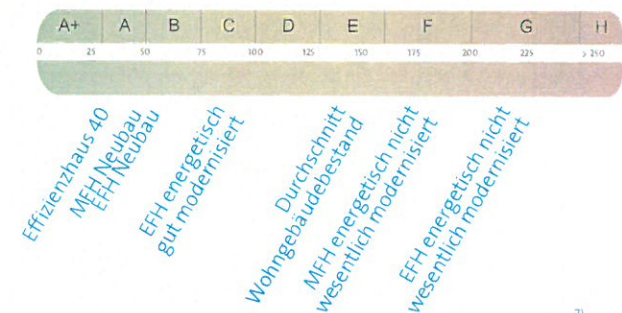 A+ A B C D E F G H
0 25 50 75 100 125 150 175 200 225 > 250
Effizienzhaus 40
MFH Neubau
EFH Neubau
EFH energetisch
gut modernisiert
Durchschnitt
Wohngebäudebestand
MFH energetisch nicht
wesentlich modernisiert
EFH energetisch nicht
wesentlich modernisiert
7)